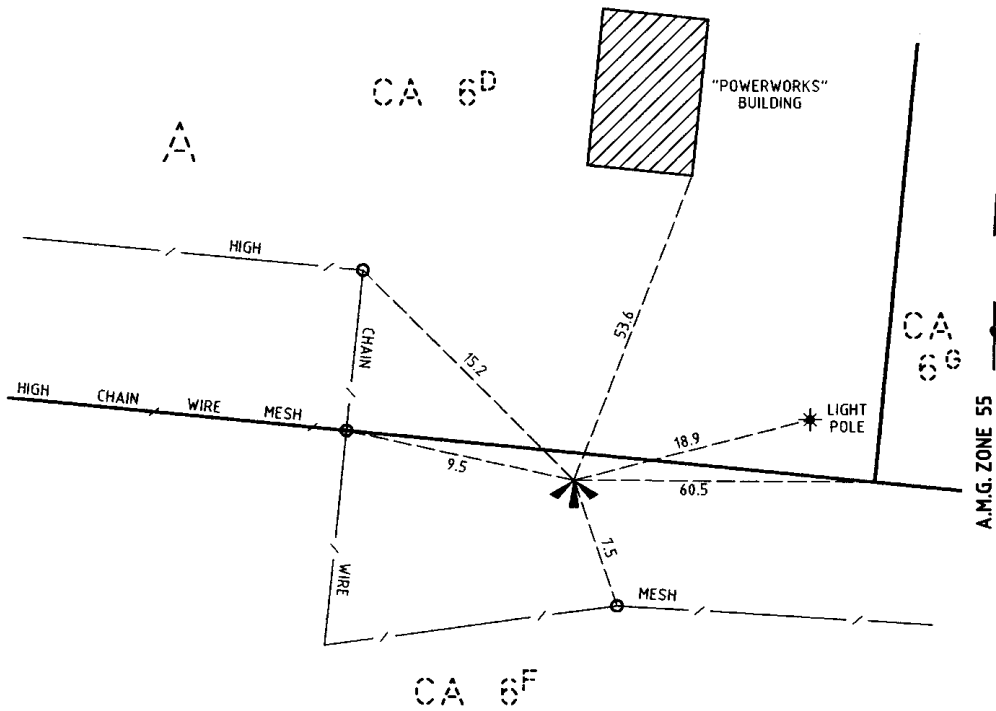 CA 6D
"POWERWORKS"
BUILDING
A
HIGH
CHAIN
15.2
53.6
CA
6G
HIGH CHAIN WIRE MESH
9.5
18.9
LIGHT
POLE
60.5
7.5
WIRE
MESH
CA 6F
A.M.G. ZONE 55